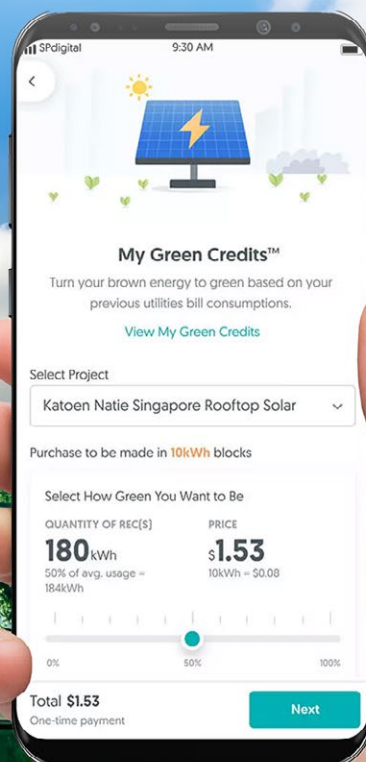 SPdigital
9:30 AM
My Green Credits™
Turn your brown energy to green based on your
previous utilities bill consumptions.
View My Green Credits
Select Project
Katoen Natie Singapore Rooftop Solar
Purchase to be made in 10kWh blocks
Select How Green You Want to Be
QUANTITY OF REC(S) PRICE
180 kWh $1.53
50% of avg. usage = 10kWh = $0.08
184kWh
0% 50% 100%
Total $1.53
One-time payment
Next